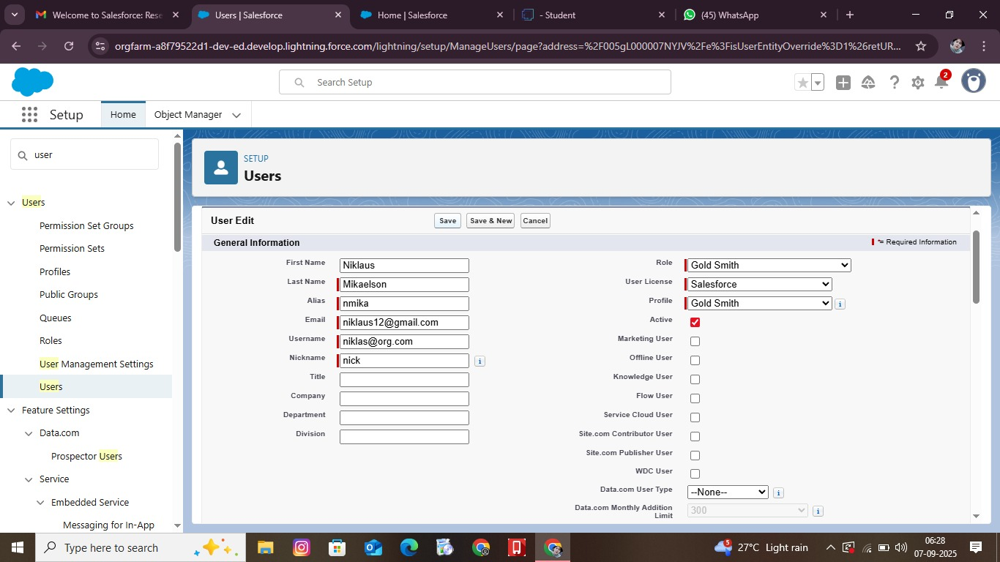 Welcome to Salesforce: Rese
Users | Salesforce
Home | Salesforce
- Student
(45) WhatsApp
orgfarm-a8f79522d1-dev-ed.develop.lightning.force.com/lightning/setup/ManageUsers/page?address=%2F005gL000007NYJV%2Fe%3FisUserEntityOverride%3D1%26retUR...
Search Setup
2
Setup
Home
Object Manager
user
Users
Permission Set Groups
Permission Sets
Profiles
Public Groups
Queues
Roles
User Management Settings
Users
Feature Settings
Data.com
Prospector Users
Service
Embedded Service
Messaging for In-App
SETUP
Users
User Edit
Save
Save & New
Cancel
General Information
= Required Information
First Name Niklaus
Last Name Mikaelson
Alias nmika
Email niklaus12@gmail.com
Username niklas@org.com
Nickname nick
Title
Company
Department
Division
Role Gold Smith
User License Salesforce
Profile Gold Smith
Active
Marketing User
Offline User
Knowledge User
Flow User
Service Cloud User
Site.com Contributor User
Site.com Publisher User
WDC User
Data.com User Type --None--
Data.com Monthly Addition
Limit
300
Type here to search
5
27°C Light rain
06:28
07-09-2025